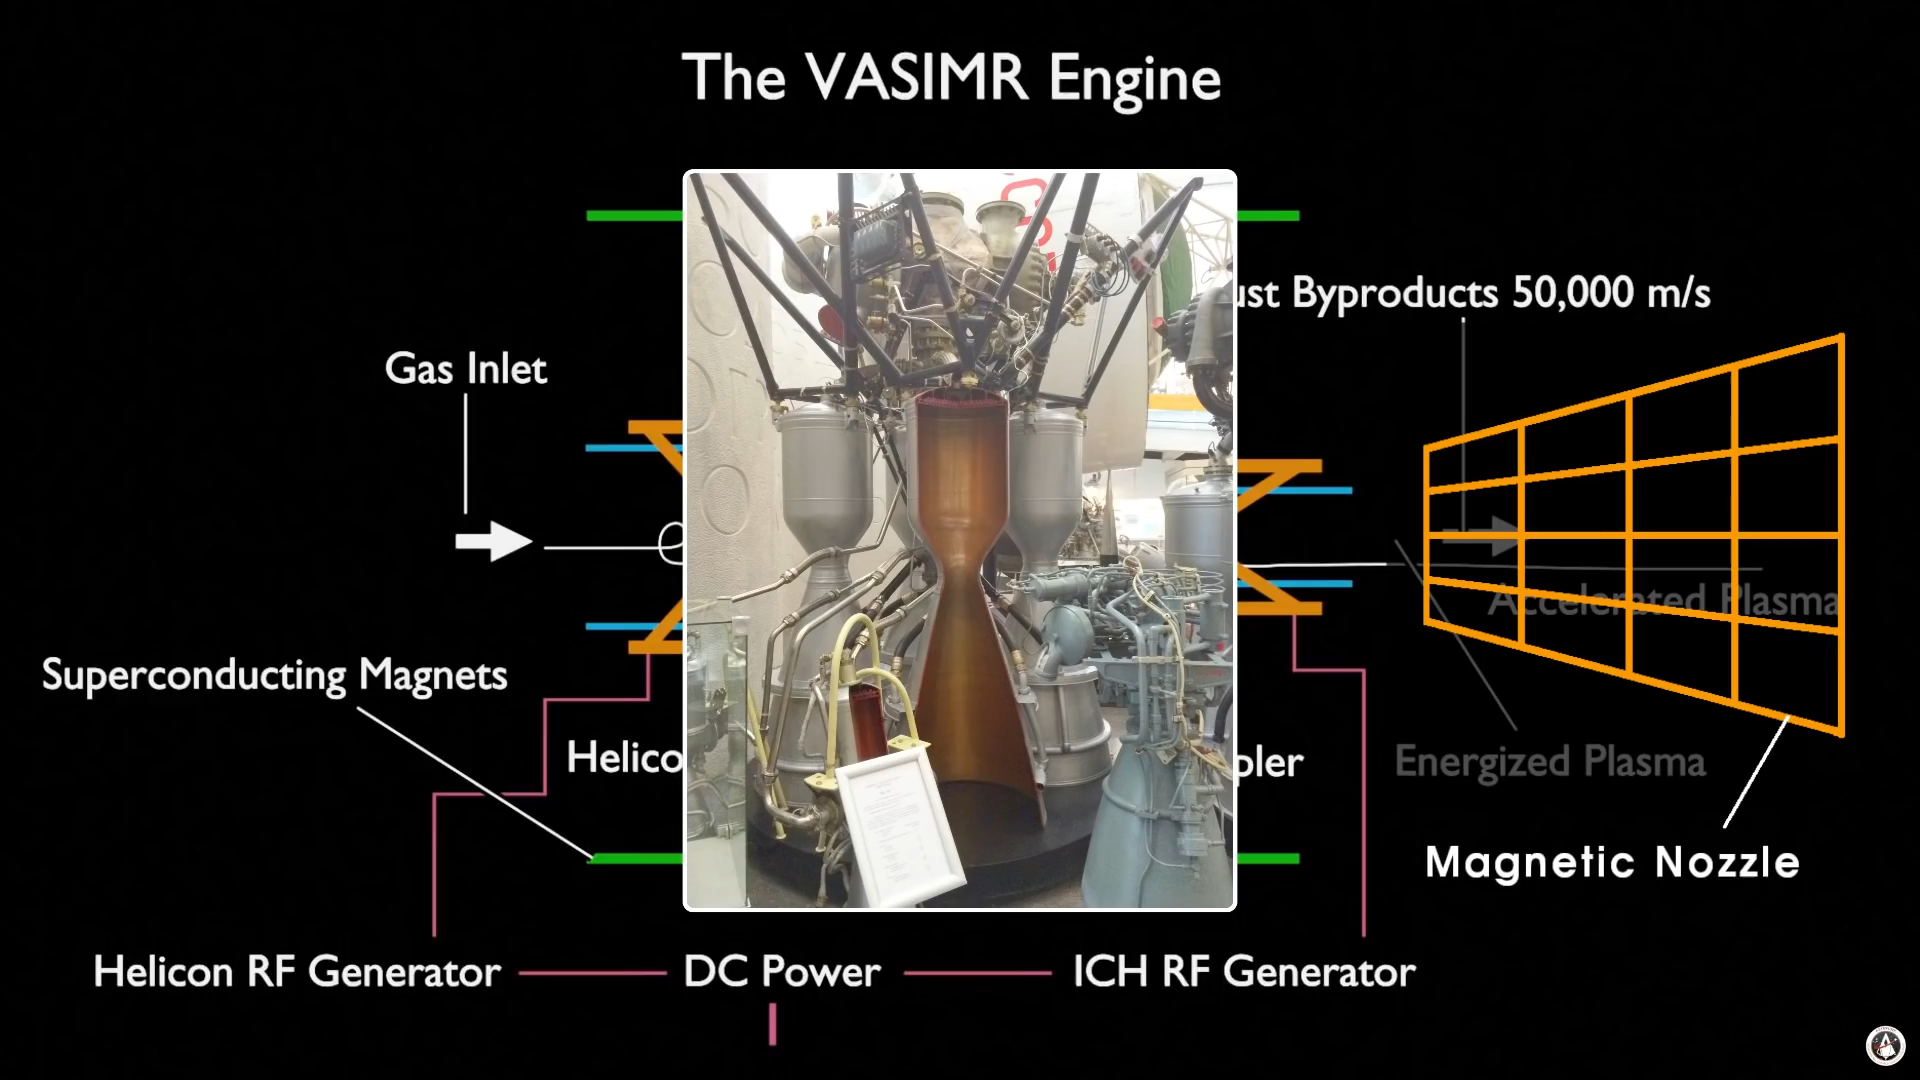 The VASIMR Engine
ust Byproducts 50,000 m/s
Gas Inlet
Accelerated Plasma
Superconducting Magnets
Helico
pler
Energized Plasma
Magnetic Nozzle
Helicon RF Generator
DC Power
ICH RF Generator